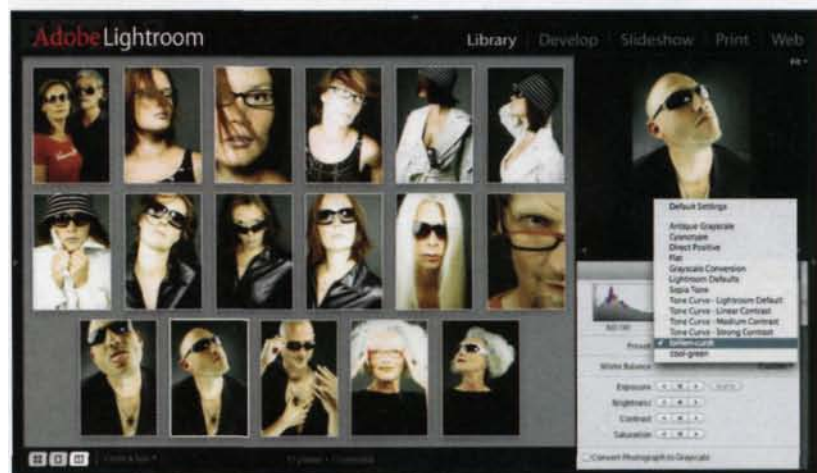 Adobe Lightroom
Library Develop Slideshow Print Web
Default Settings
Antique Grayscale
Cyanotype
Direct Positive
Flat
Grayscale Conversion
Lightroom Defaults
Sepia Tone
Tone Curve - Lightroom Default
Tone Curve - Linear Contrast
Tone Curve - Medium Contrast
Tone Curve - Strong Contrast
cool-green
Preset
White Balance
Exposure
Brightness
Contrast
Saturation
Convert Photograph to Grayscale